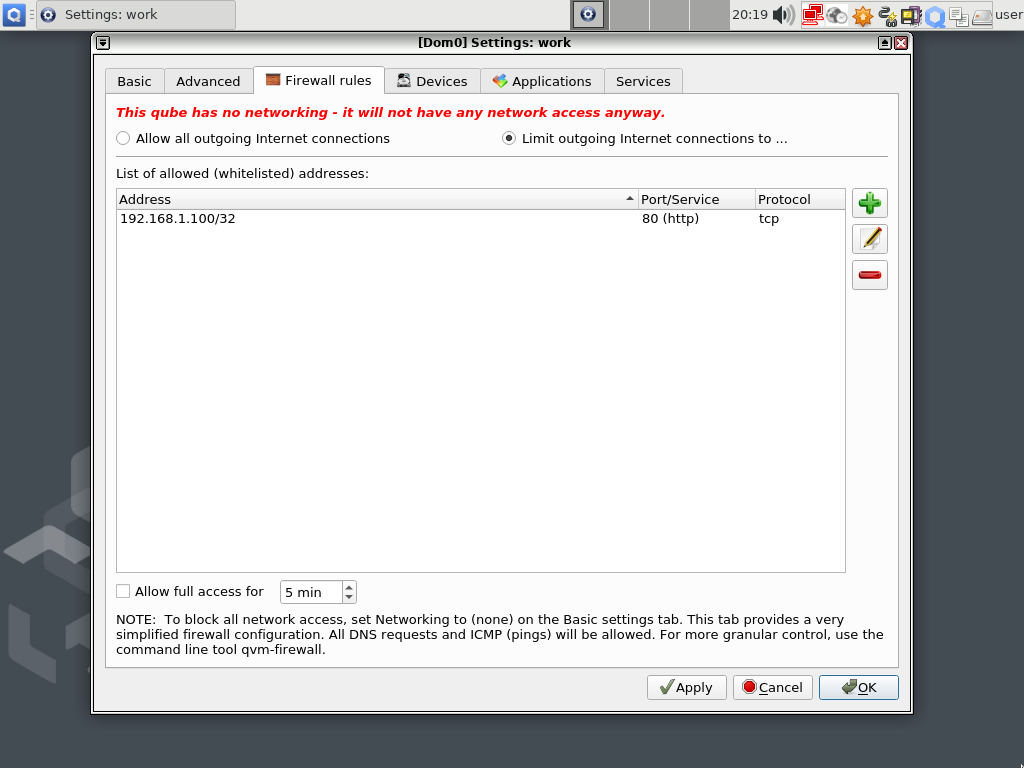 Settings: work
20:19
user
[Dom0] Settings: work
Basic
Advanced
Firewall rules
Devices
Applications
Services
This qube has no networking - it will not have any network access anyway.
Allow all outgoing Internet connections
Limit outgoing Internet connections to ...
List of allowed (whitelisted) addresses:
Address
Port/Service
Protocol
192.168.1.100/32
80 (http)
tcp
Allow full access for
5 min
NOTE:  To block all network access, set Networking to (none) on the Basic settings tab. This tab provides a very
simplified firewall configuration. All DNS requests and ICMP (pings) will be allowed. For more granular control, use the
command line tool qvm-firewall.
Apply
Cancel
OK